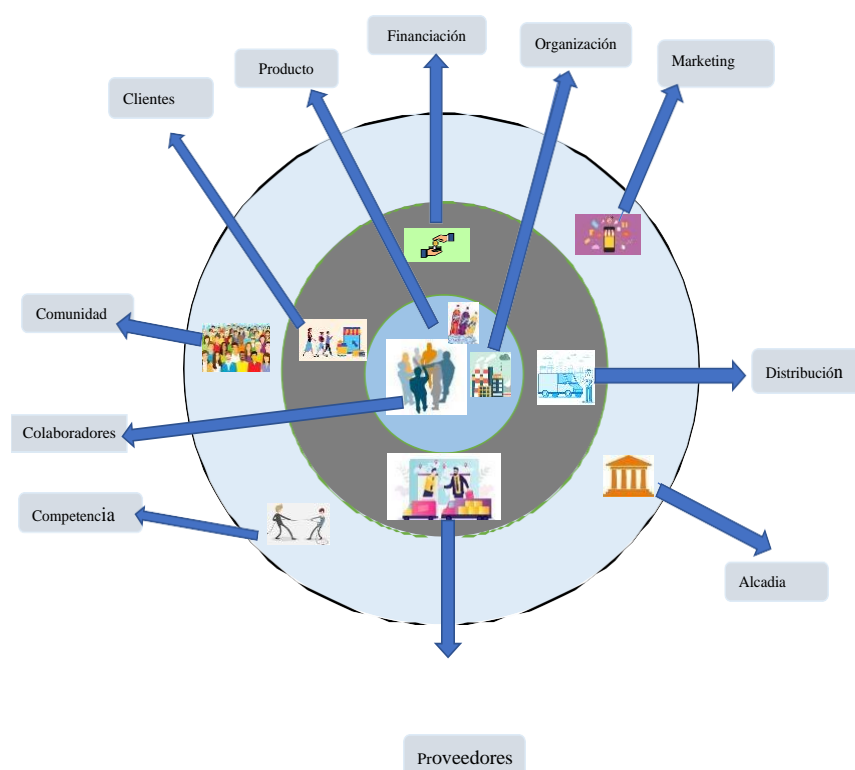 Financiación
Organización
Marketing
Producto
Clientes
Comunidad
Distribución
Colaboradores
Competencia
Alcadia
Proveedores